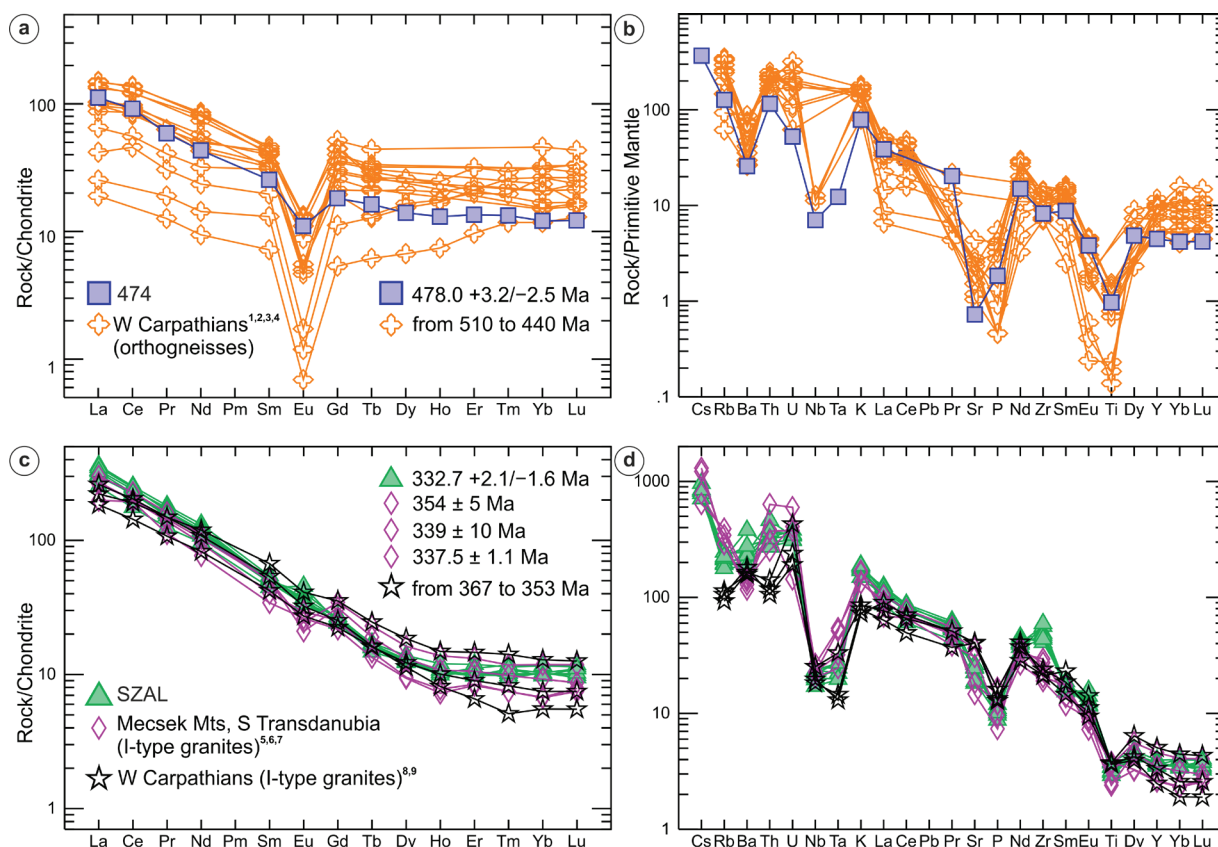 a
Rock/Chondrite
100
10
1
474
478.0 +3.2/−2.5 Ma
W Carpathians1,2,3,4
(orthogneisses)
from 510 to 440 Ma
La Ce Pr Nd Pm Sm Eu Gd Tb Dy Ho Er Tm Yb Lu
b
Rock/Primitive Mantle
1000
100
10
1
.1
Cs Rb Ba Th U Nb Ta K La Ce Pb Pr Sr P Nd Zr Sm Eu Ti Dy Y Yb Lu
c
Rock/Chondrite
100
10
1
332.7 +2.1/−1.6 Ma
354 ± 5 Ma
339 ± 10 Ma
337.5 ± 1.1 Ma
from 367 to 353 Ma
SZAL
Mecsek Mts, S Transdanubia
(I-type granites)5,6,7
W Carpathians (I-type granites)8,9
La Ce Pr Nd Pm Sm Eu Gd Tb Dy Ho Er Tm Yb Lu
d
1000
100
10
1
Cs Rb Ba Th U Nb Ta K La Ce Pb Pr Sr P Nd Zr Sm Eu Ti Dy Y Yb Lu